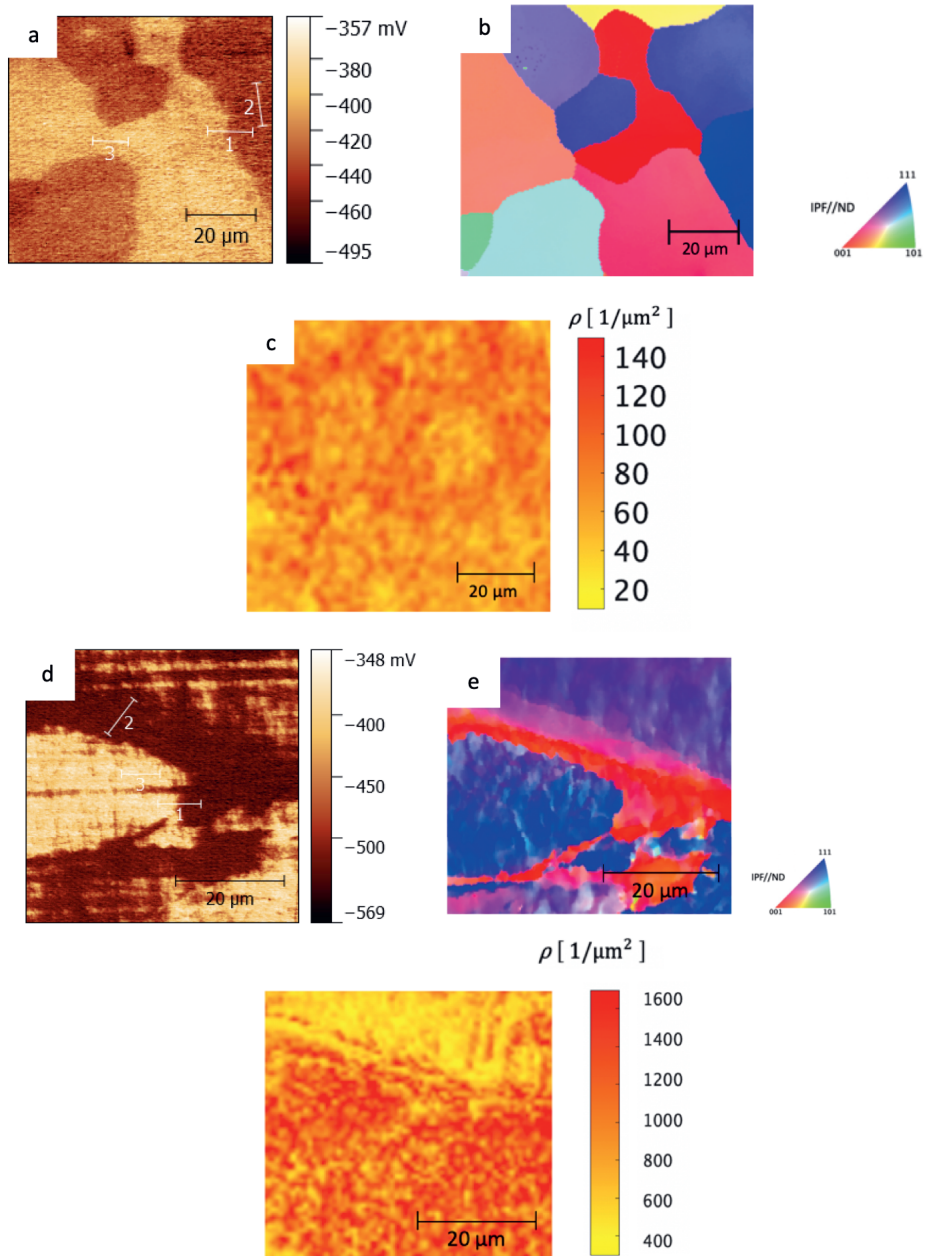 a
−357 mV
−380
−400
−420
−440
−460
−495
2
1
3
20 µm
b
20 µm
111
IPF//ND
001
101
c
20 µm
ρ [ 1/µm² ]
140
120
100
80
60
40
20
d
−348 mV
−400
−450
−500
−569
2
3
1
20 µm
e
20 µm
111
IPF//ND
001
101
ρ [ 1/µm² ]
1600
1400
1200
1000
800
600
400
20 µm